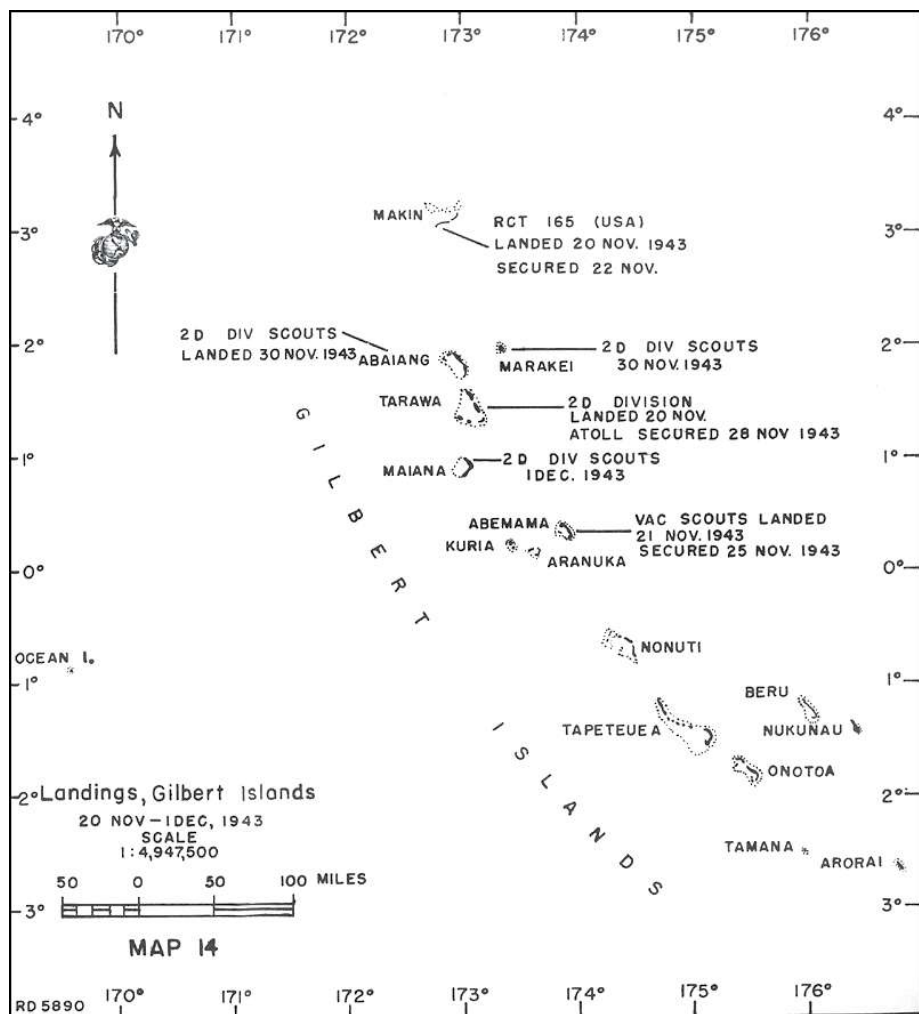 170° 171° 172° 173° 174° 175° 176°
N
4° 4°
MAKIN
RCT 165 (USA)
LANDED 20 NOV. 1943
SECURED 22 NOV.
3° 3°
2D DIV SCOUTS
LANDED 30 NOV. 1943
ABAIANG
MARAKEI
2D DIV SCOUTS
30 NOV. 1943
2° 2°
TARAWA
2D DIVISION
LANDED 20 NOV.
ATOLL SECURED 28 NOV 1943
1° 1°
MAIANA
2D DIV SCOUTS
1 DEC. 1943
ABEMAMA
VAC SCOUTS LANDED
21 NOV. 1943
SECURED 25 NOV. 1943
KURIA
ARANUKA
0° 0°
GILBERT ISLANDS
OCEAN I.
NONUTI
1° 1°
BERU
TAPETEUEA
NUKUNAU
ONOTOA
2° 2°
Landings, Gilbert Islands
20 NOV – 1 DEC, 1943
SCALE
1:4,947,500
50 0 50 100 MILES
TAMANA
ARORAI
3° 3°
MAP 14
RD 5890
170° 171° 172° 173° 174° 175° 176°